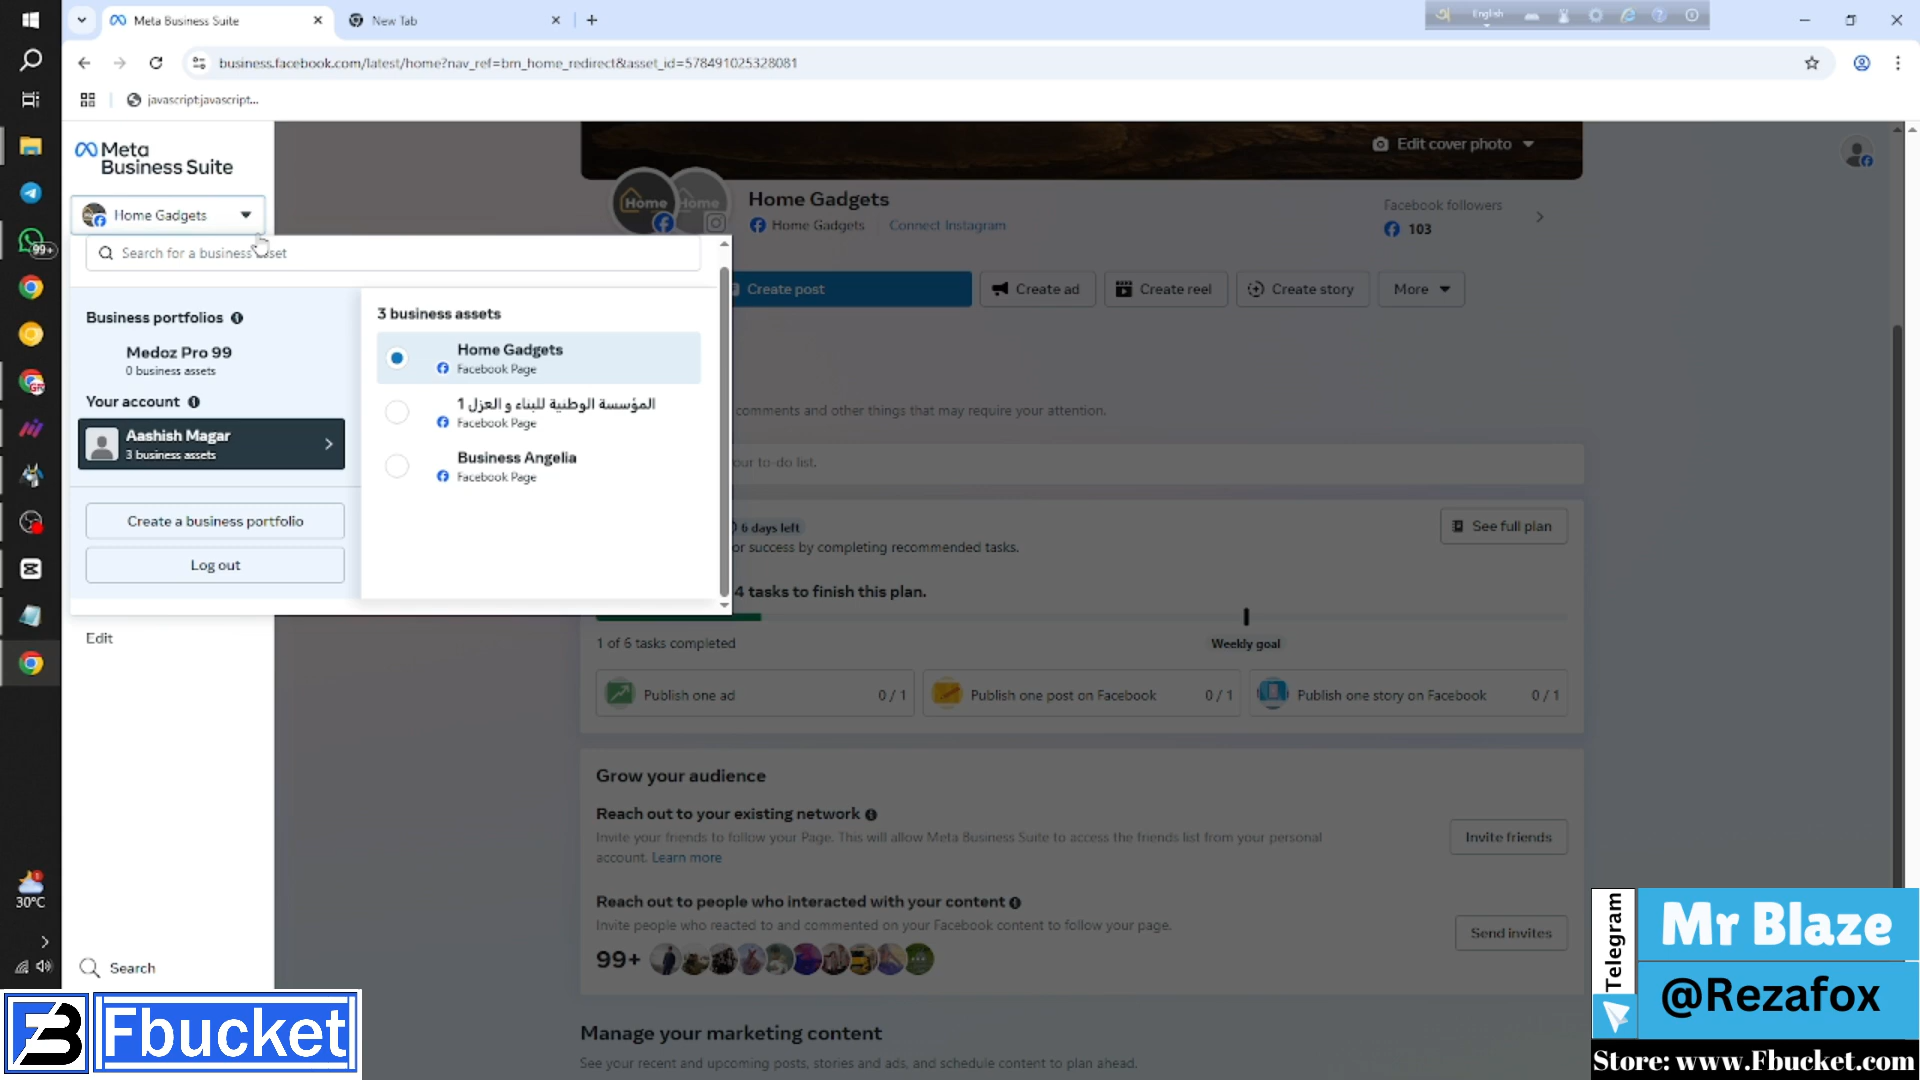 Meta Business Suite
New Tab
English
business.facebook.com/latest/home?nav_ref=bm_home_redirect&asset_id=578491025328081
javascript:javascript...
Meta
Business Suite
Home Gadgets
Search for a business asset
Business portfolios
Medoz Pro 99
0 business assets
Your account
Aashish Magar
3 business assets
Create a business portfolio
Log out
3 business assets
Home Gadgets
Facebook Page
المؤسسة الوطنية للبناء و العزل 1
Facebook Page
Business Angelia
Facebook Page
Edit
Search
Edit cover photo
Home
Home
Home Gadgets
Home Gadgets
Connect Instagram
Facebook followers
103
Create post
Create ad
Create reel
Create story
More
comments and other things that may require your attention.
our to-do list.
6 days left
or success by completing recommended tasks.
See full plan
4 tasks to finish this plan.
1 of 6 tasks completed
Weekly goal
Publish one ad
0 / 1
Publish one post on Facebook
0 / 1
Publish one story on Facebook
0 / 1
Grow your audience
Reach out to your existing network
Invite your friends to follow your Page. This will allow Meta Business Suite to access the friends list from your personal
account. Learn more
Invite friends
Reach out to people who interacted with your content
Invite people who reacted to and commented on your Facebook content to follow your page.
99+
Send invites
Manage your marketing content
See your recent and upcoming posts, stories and ads, and schedule content to plan ahead.
99+
30°C
Fbucket
Telegram
Mr Blaze
@Rezafox
Store: www.Fbucket.com